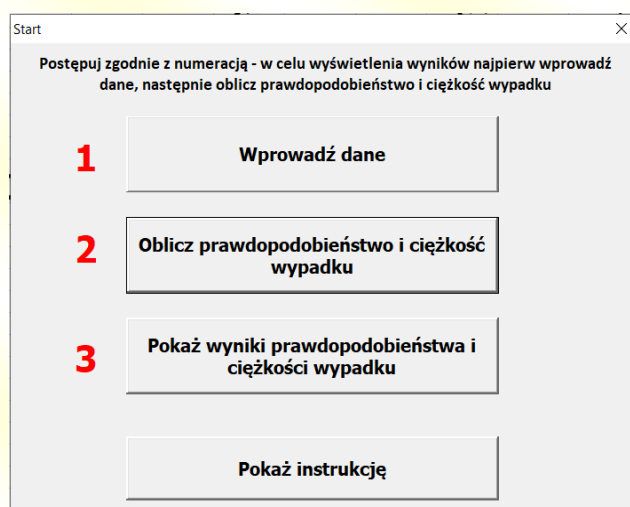 Start
Postępuj zgodnie z numeracją - w celu wyświetlenia wyników najpierw wprowadź
dane, następnie oblicz prawdopodobieństwo i ciężkość wypadku
1 Wprowadź dane
2 Oblicz prawdopodobieństwo i ciężkość
wypadku
3 Pokaż wyniki prawdopodobieństwa i
ciężkości wypadku
Pokaż instrukcję